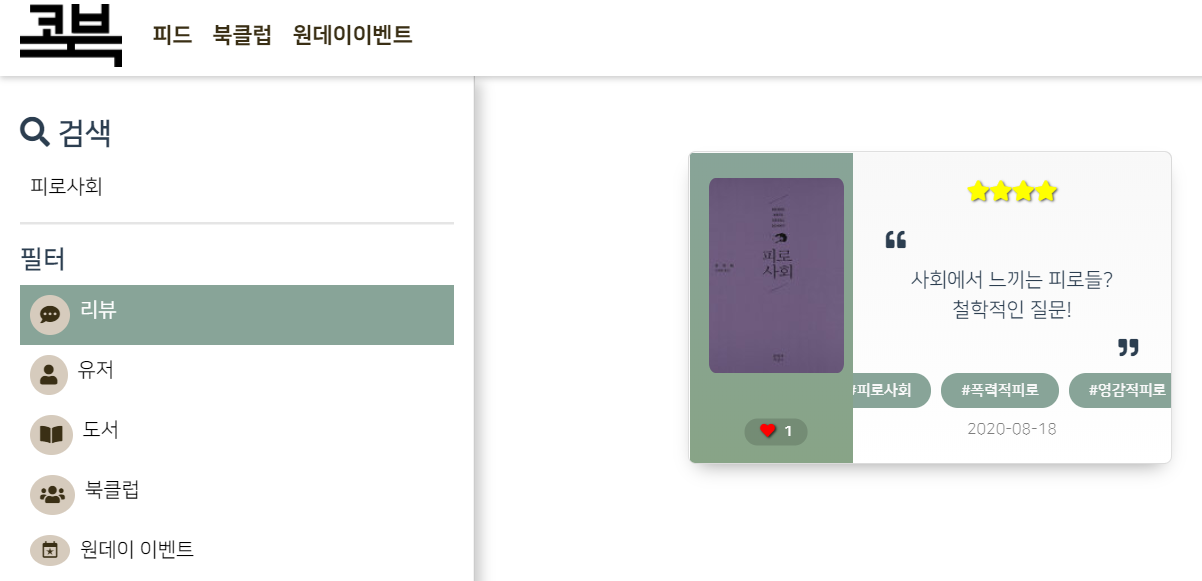 코북
피드 북클럽 원데이이벤트
검색
피로사회
필터
리뷰
유저
도서
북클럽
원데이 이벤트
피로
사회
“
사회에서 느끼는 피로들?
철학적인 질문!
”
#피로사회 #폭력적피로 #영감적피로
1
2020-08-18